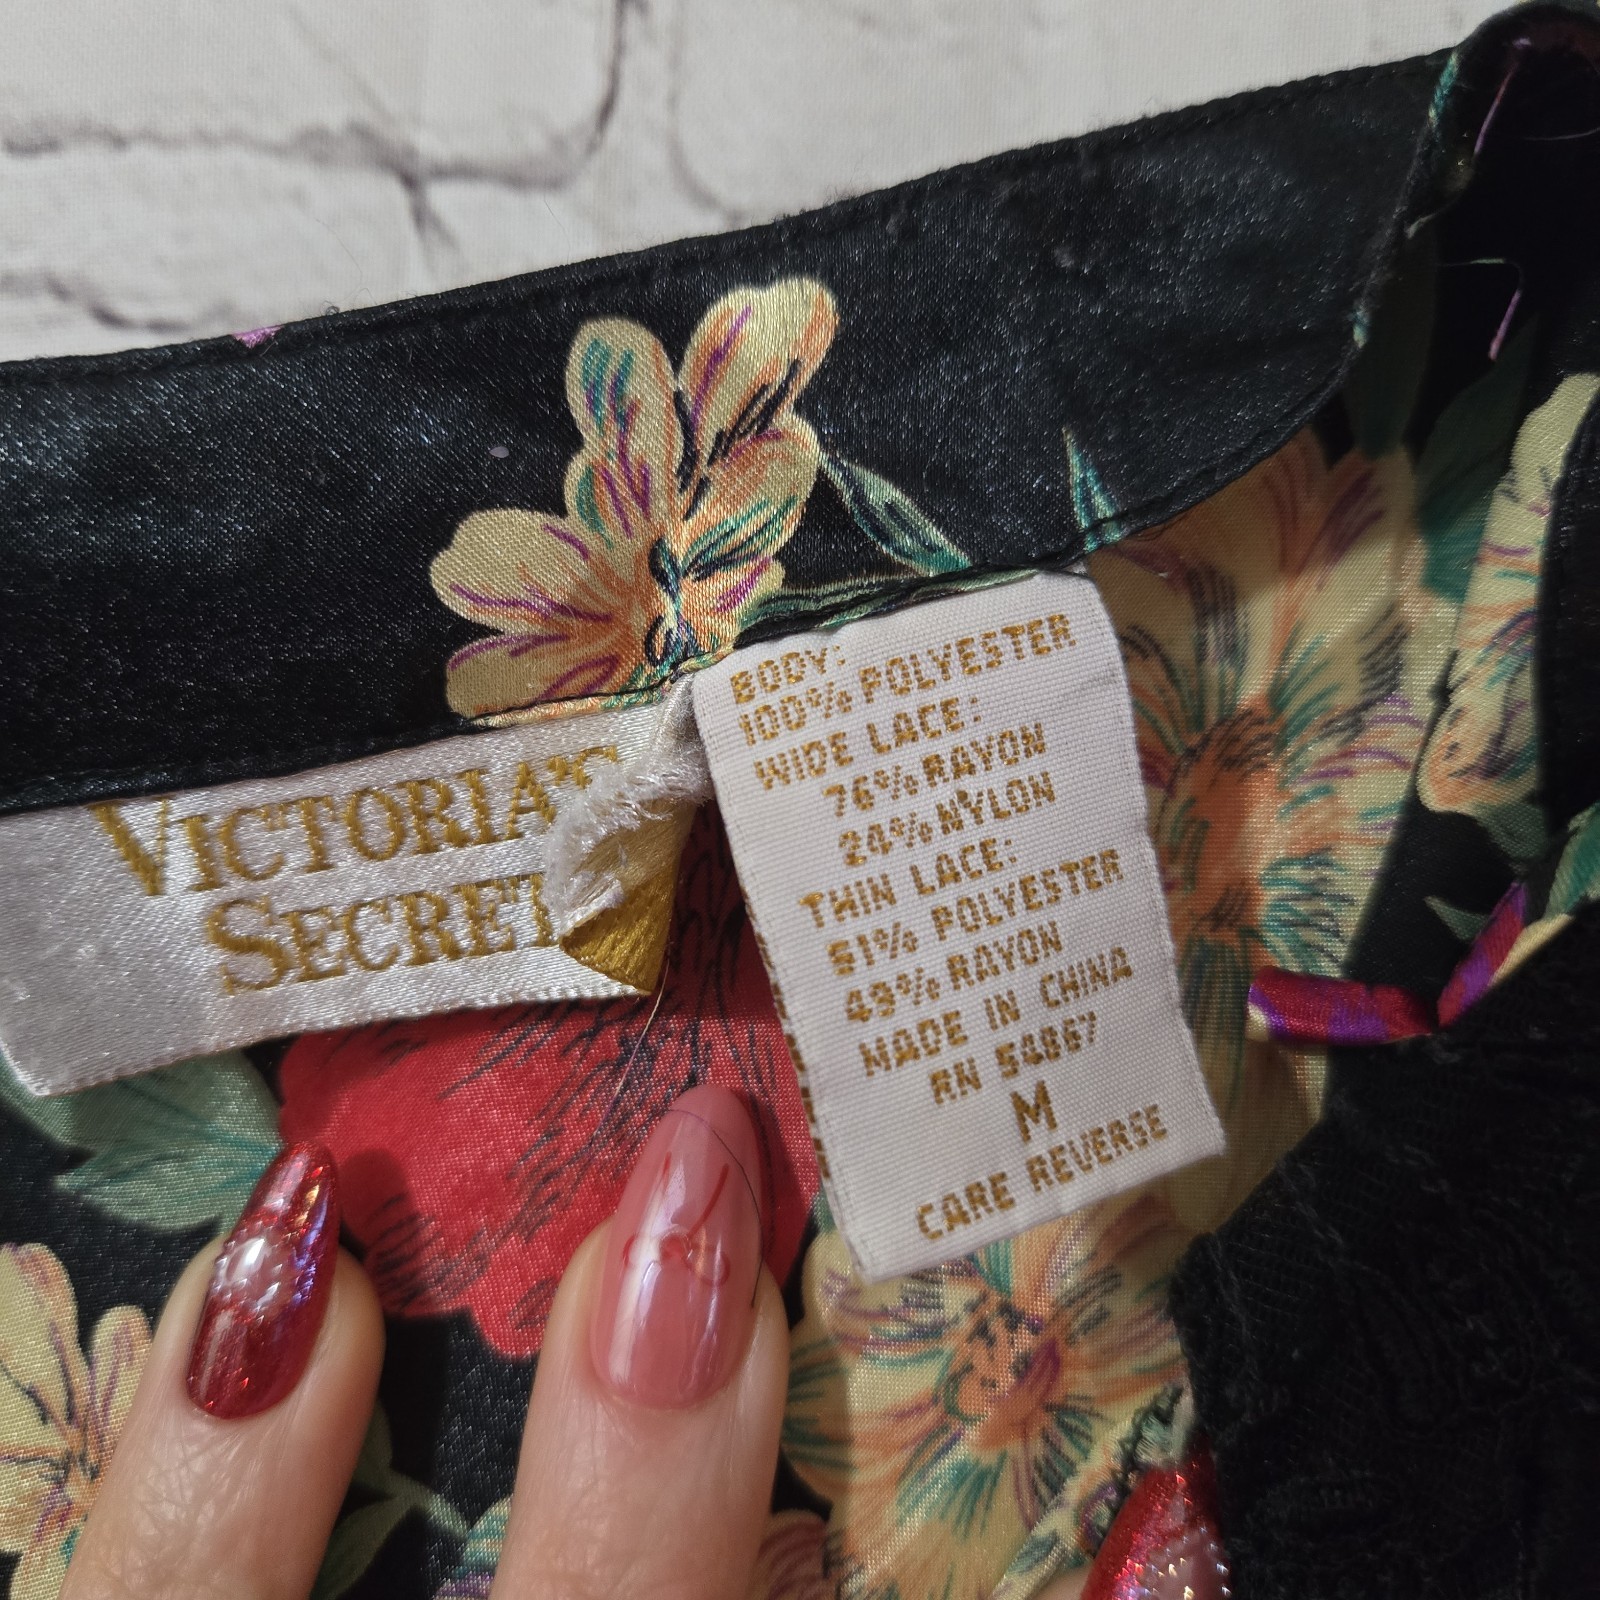 VICTORIA'S
SECRET
BODY:
100% POLYESTER
WIDE LACE:
76% RAYON
24% NYLON
THIN LACE:
51% POLYESTER
49% RAYON
MADE IN CHINA
RN 54867
M
CARE REVERSE